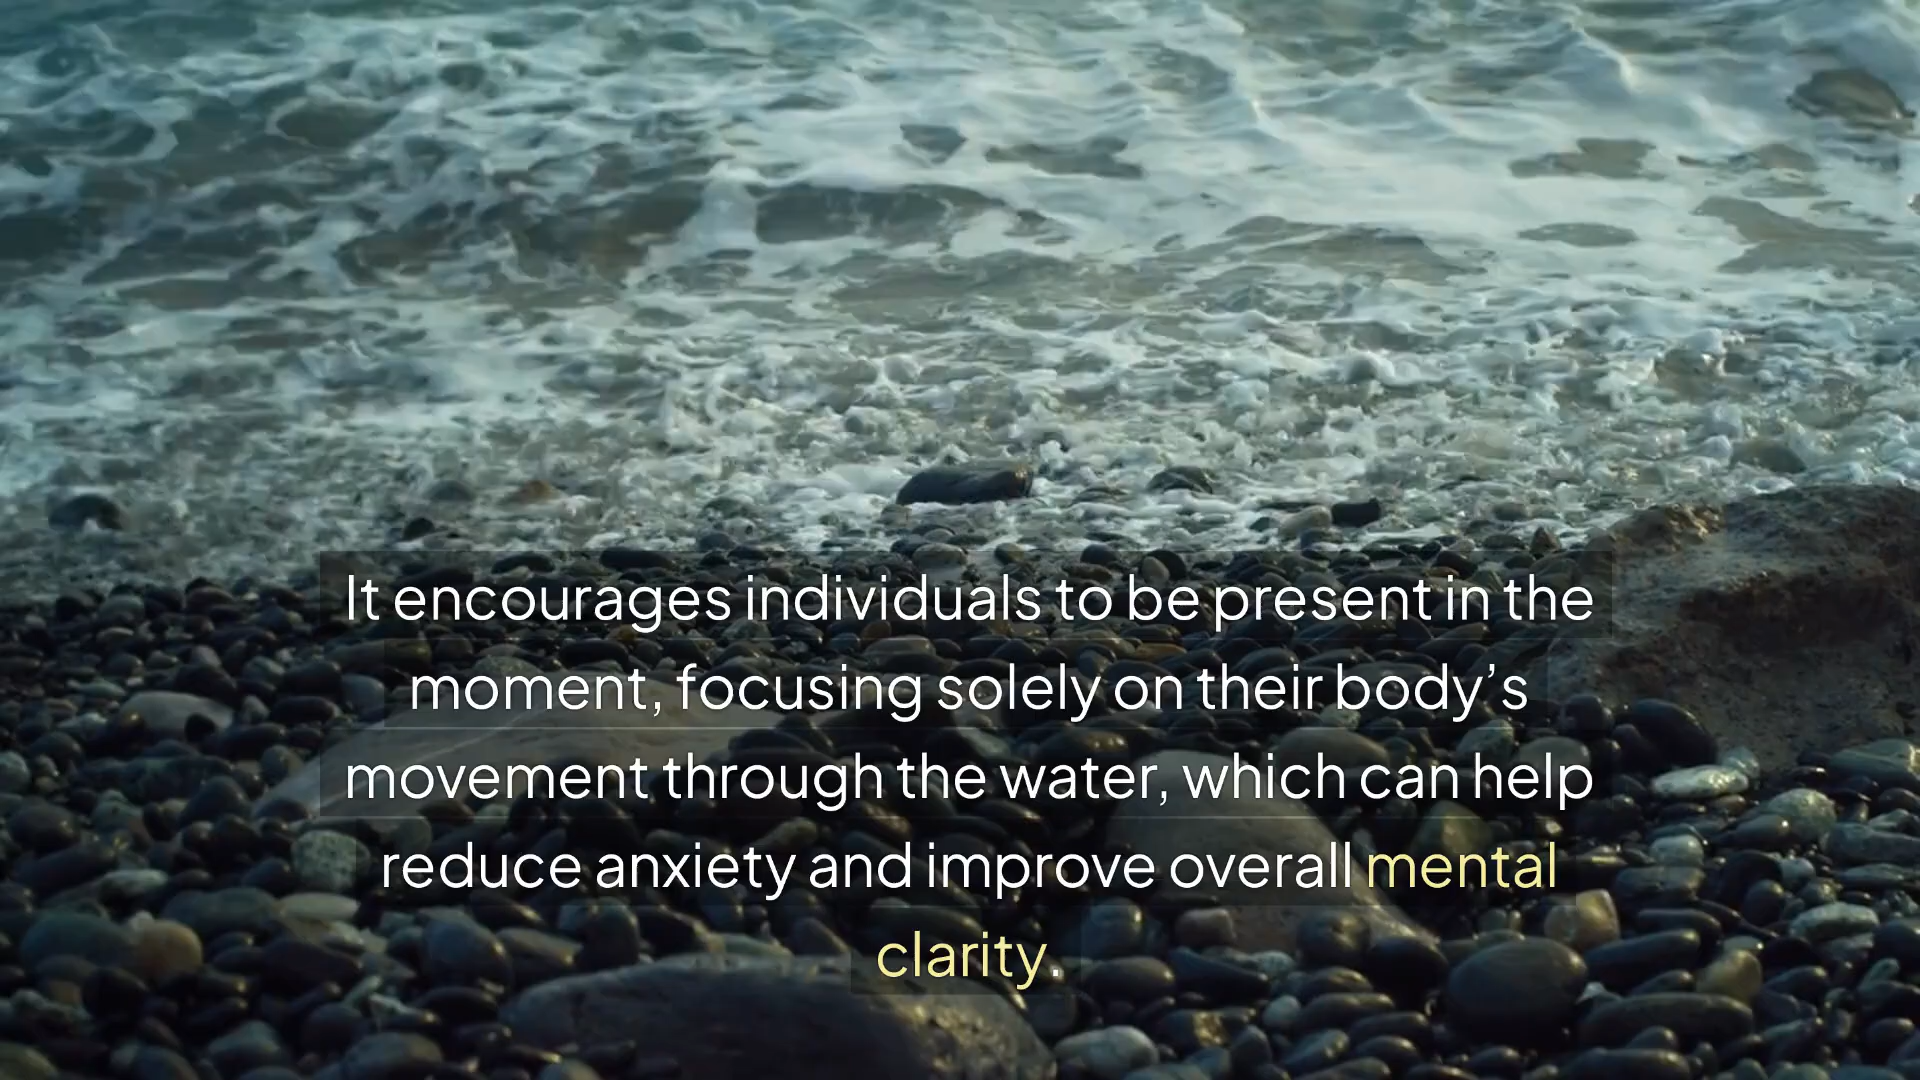 It encourages individuals to be present in the
moment, focusing solely on their body’s
movement through the water, which can help
reduce anxiety and improve overall mental
clarity.